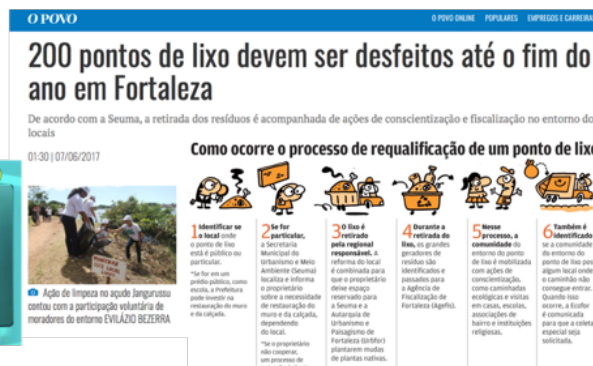 O POVO
O POVO ONLINE POPULARES EMPREGOS E CARREIRA
200 pontos de lixo devem ser desfeitos até o fim do
ano em Fortaleza
De acordo com a Seuma, a retirada dos resíduos é acompanhada de ações de conscientização e fiscalização no entorno do
locais
01:30 | 07/06/2017
Como ocorre o processo de requalificação de um ponto de lixo
Ação de limpeza no açude Jangurussu
contou com a participação voluntária de
moradores do entorno EVILÁZIO BEZERRA
1 Identificar se
o local onde
o ponto de lixo
está é público ou
particular.
*Se for em um
prédio público, como
escola, a Prefeitura
pode investir na
restauração do muro
e da calçada.
2 Se for
particular,
a Secretaria
Municipal do
Urbanismo e Meio
Ambiente (Seuma)
localiza e informa
o proprietário
sobre a necessidade
de restauração do
muro e da calçada,
dependendo
do local.
*Se o proprietário
não cooperar,
um processo de
3 O lixo é
retirado
pela regional
responsável. A
reforma do local
é combinada para
que o proprietário
deixe espaço
reservado para
a Seuma e a
Autarquia de
Urbanismo e
Paisagismo de
Fortaleza (Urbfor)
plantarem mudas
de plantas nativas.
4 Durante a
retirada do
lixo, os grandes
geradores de
resíduo são
identificados e
passados para
a Agência de
Fiscalização de
Fortaleza (Agefis).
5 Nesse
processo, a
comunidade do
entorno do ponto
de lixo é mobilizada
com ações de
conscientização,
como caminhadas
ecológicas e visitas
em casas, escolas,
associações de
bairro e instituições
religiosas.
6 Também é
identificado
se a comunidade
do entorno do
ponto de lixo pos
algum local onde
o caminhão não
consegue entrar.
Quando isso
ocorre, a Ecofor
é comunicada
para que a coleta
especial seja
solicitada.